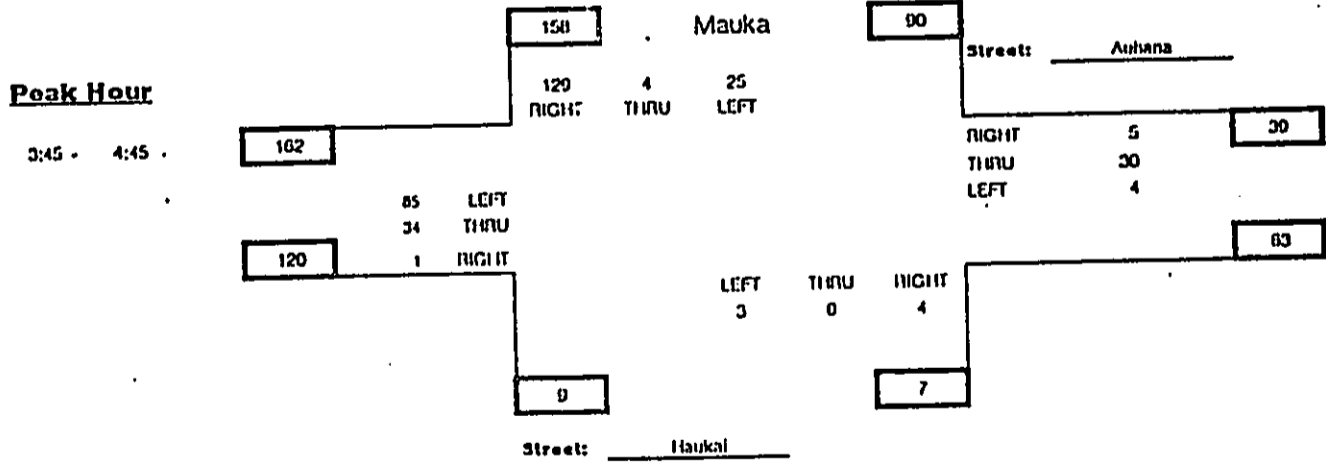 158 Mauka 90
Street: Auhana
129 4 25
RIGHT THRU LEFT
Peak Hour
RIGHT 5 39
162
3:45 - 4:45
THRU 30
LEFT 4
85 LEFT
34 THRU
63
120 1 RIGHT
LEFT THRU RIGHT
3 0 4
9 7
Street: Haukai